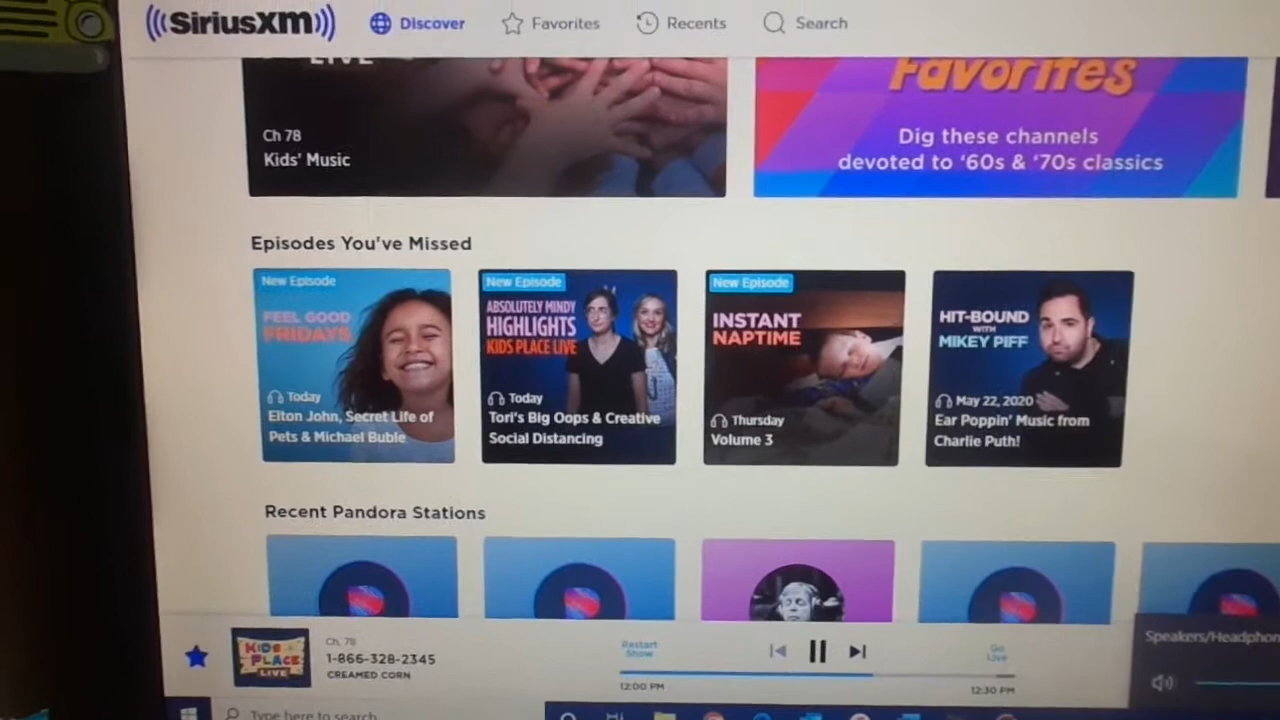 SiriusXM
Discover
Favorites
Recents
Search
LIVE
Ch 78
Kids' Music
Favorites
Dig these channels
devoted to '60s & '70s classics
Episodes You've Missed
New Episode
FEEL GOOD
FRIDAYS
Today
Elton John, Secret Life of
Pets & Michael Buble
New Episode
ABSOLUTELY MINDY
HIGHLIGHTS
KIDS PLACE LIVE
Today
Tori's Big Oops & Creative
Social Distancing
New Episode
INSTANT
NAPTIME
Thursday
Volume 3
HIT-BOUND
WITH
MIKEY PIFF
May 22, 2020
Ear Poppin' Music from
Charlie Puth!
Recent Pandora Stations
KIDS
PLACE
LIVE
Ch. 78
1-866-328-2345
CREAMED CORN
Restart
Show
12:00 PM
Go
Live
12:30 PM
Speakers/Headphon
Type here to search